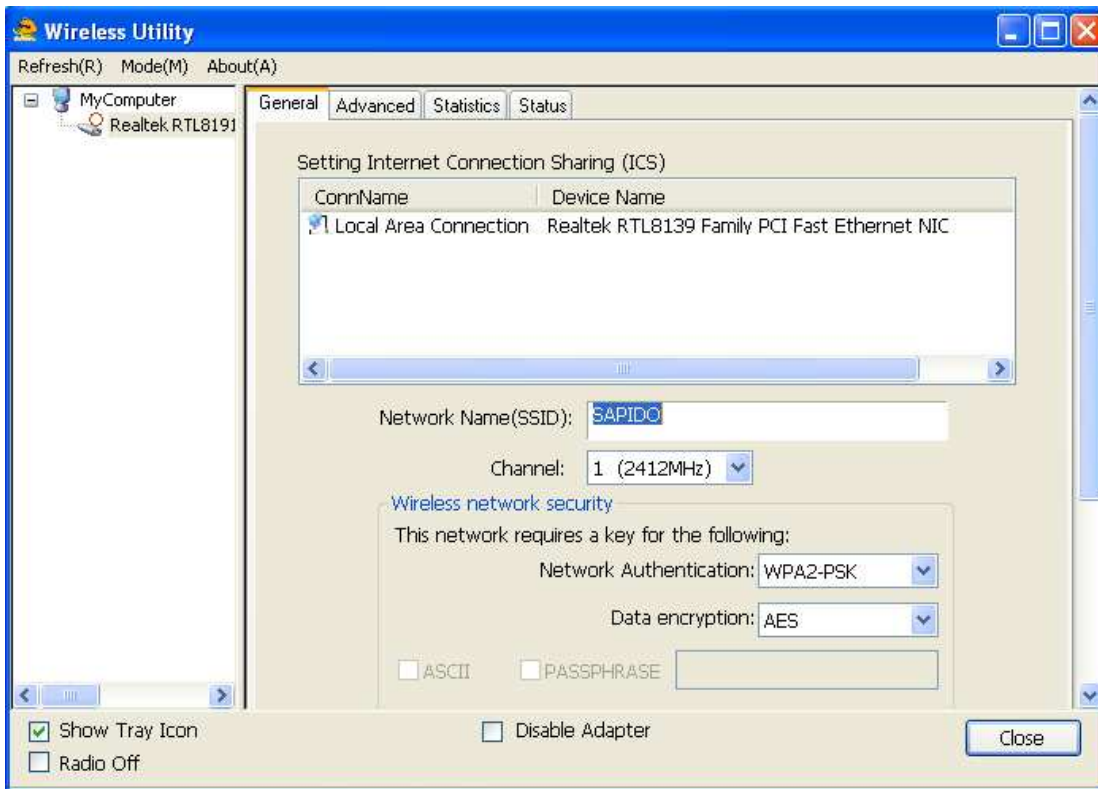 Wireless Utility
Refresh(R) Mode(M) About(A)
MyComputer
Realtek RTL8191
General Advanced Statistics Status
Setting Internet Connection Sharing (ICS)
ConnName Device Name
Local Area Connection Realtek RTL8139 Family PCI Fast Ethernet NIC
Network Name(SSID): SAPIDO
Channel: 1 (2412MHz)
Wireless network security
This network requires a key for the following:
Network Authentication: WPA2-PSK
Data encryption: AES
ASCII PASSPHRASE
Show Tray Icon Disable Adapter Close
Radio Off